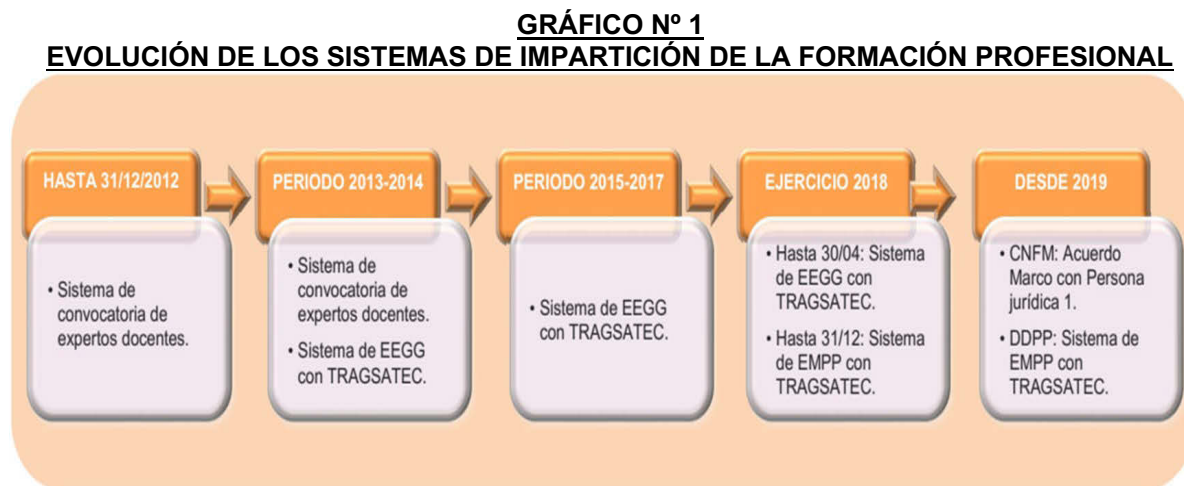 GRÁFICO Nº 1
EVOLUCIÓN DE LOS SISTEMAS DE IMPARTICIÓN DE LA FORMACIÓN PROFESIONAL
HASTA 31/12/2012
• Sistema de
convocatoria de
expertos docentes.
PERIODO 2013-2014
• Sistema de
convocatoria de
expertos docentes.
• Sistema de EEGG
con TRAGSATEC.
PERIODO 2015-2017
• Sistema de EEGG
con TRAGSATEC.
EJERCICIO 2018
• Hasta 30/04: Sistema
de EEGG con
TRAGSATEC.
• Hasta 31/12: Sistema
de EMPP con
TRAGSATEC.
DESDE 2019
• CNFM: Acuerdo
Marco con Persona
jurídica 1.
• DDPP: Sistema de
EMPP con
TRAGSATEC.